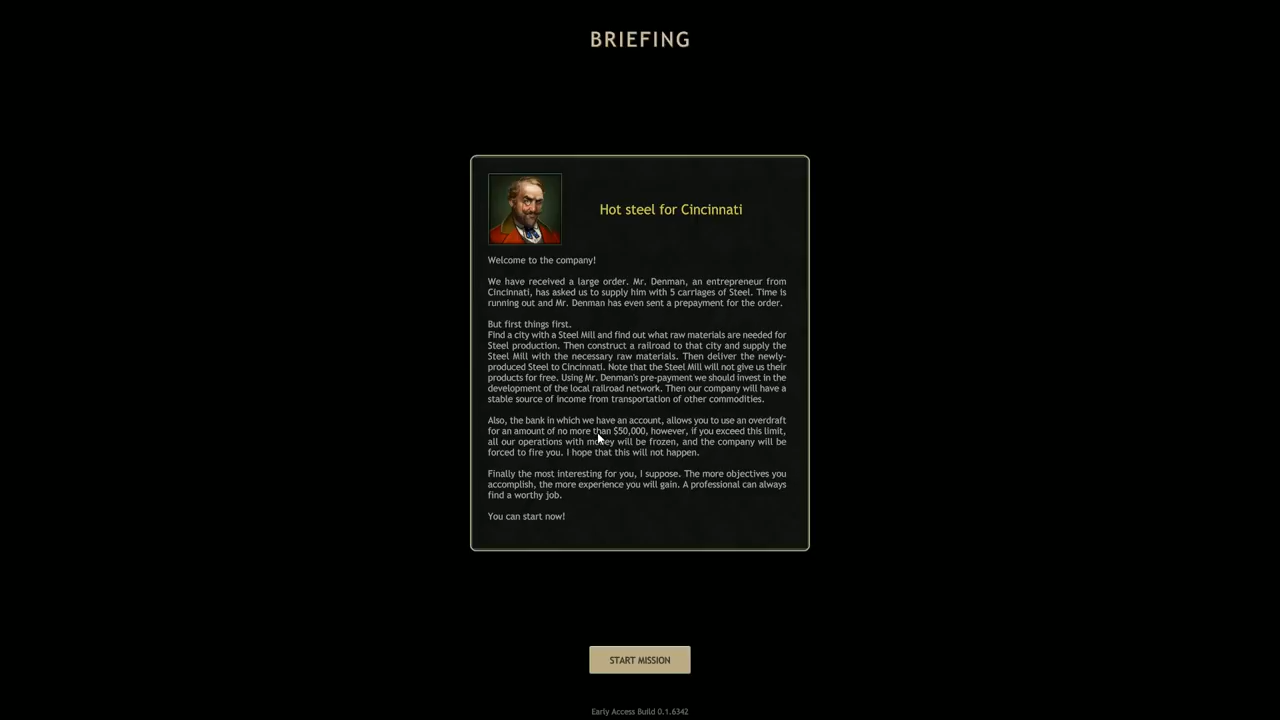 BRIEFING
Hot steel for Cincinnati
Welcome to the company!
We have received a large order. Mr. Denman, an entrepreneur from
Cincinnati, has asked us to supply him with 5 carriages of Steel. Time is
running out and Mr. Denman has even sent a prepayment for the order.
But first things first.
Find a city with a Steel Mill and find out what raw materials are needed for
Steel production. Then construct a railroad to that city and supply the
Steel Mill with the necessary raw materials. Then deliver the newly-
produced Steel to Cincinnati. Note that the Steel Mill will not give us their
products for free. Using Mr. Denman's pre-payment we should invest in the
development of the local railroad network. Then our company will have a
stable source of income from transportation of other commodities.
Also, the bank in which we have an account, allows you to use an overdraft
for an amount of no more than $50,000, however, if you exceed this limit,
all our operations with money will be frozen, and the company will be
forced to fire you. I hope that this will not happen.
Finally the most interesting for you, I suppose. The more objectives you
accomplish, the more experience you will gain. A professional can always
find a worthy job.
You can start now!
START MISSION
Early Access Build 0.1.6342